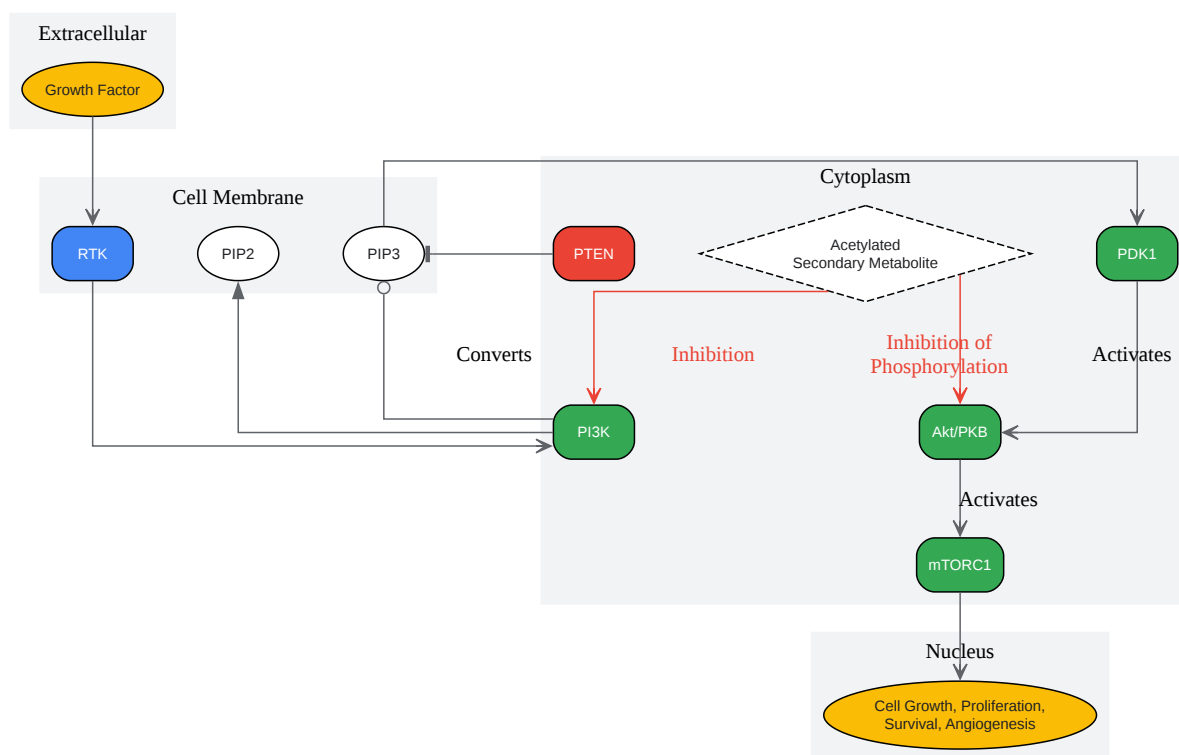 Extracellular
Growth Factor
Cytoplasm
Cell Membrane
RTK
PIP2
PIP3
PTEN
Acetylated
Secondary Metabolite
PDK1
Converts
Inhibition
Inhibition of
Phosphorylation
Activates
PI3K
Akt/PKB
Activates
mTORC1
Nucleus
Cell Growth, Proliferation,
Survival, Angiogenesis